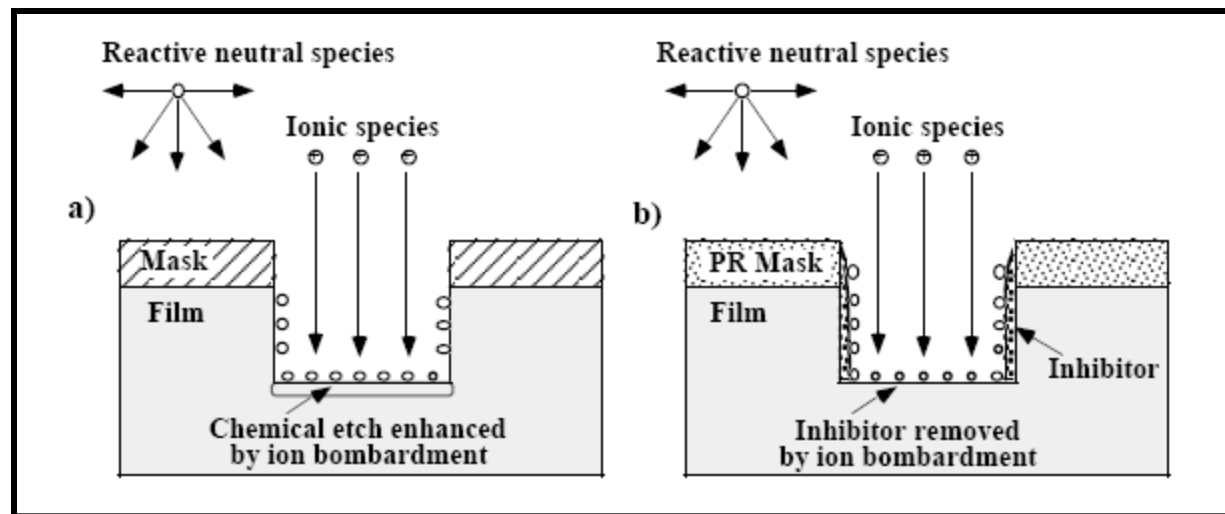 Reactive neutral species
Ionic species
a)
Mask
Film
Chemical etch enhanced
by ion bombardment
Reactive neutral species
Ionic species
b)
PR Mask
Film
Inhibitor
Inhibitor removed
by ion bombardment